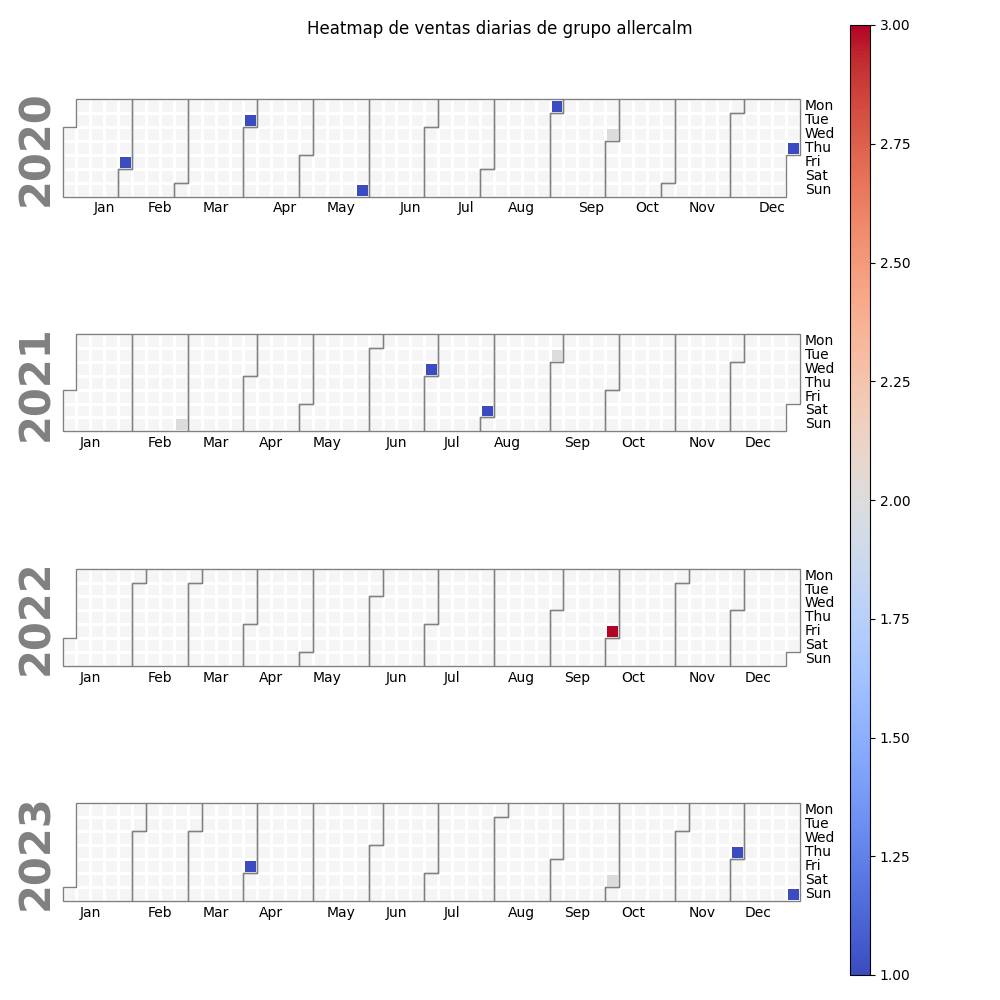 Heatmap de ventas diarias de grupo allercalm
2020
Mon
Tue
Wed
Thu
Fri
Sat
Sun
Jan Feb Mar Apr May Jun Jul Aug Sep Oct Nov Dec
2021
Mon
Tue
Wed
Thu
Fri
Sat
Sun
Jan Feb Mar Apr May Jun Jul Aug Sep Oct Nov Dec
2022
Mon
Tue
Wed
Thu
Fri
Sat
Sun
Jan Feb Mar Apr May Jun Jul Aug Sep Oct Nov Dec
2023
Mon
Tue
Wed
Thu
Fri
Sat
Sun
Jan Feb Mar Apr May Jun Jul Aug Sep Oct Nov Dec
3.00
2.75
2.50
2.25
2.00
1.75
1.50
1.25
1.00